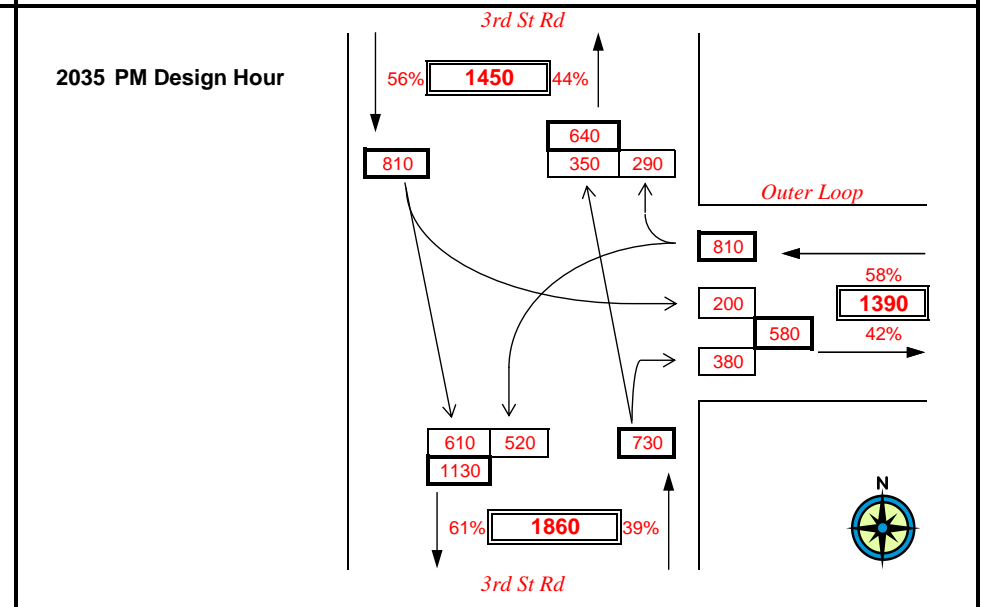 3rd St Rd
2035 PM Design Hour
56% 1450 44%
640
810 350 290
Outer Loop
810
58%
200 1390
580 42%
380
610 520 730
1130
N
61% 1860 39%
3rd St Rd